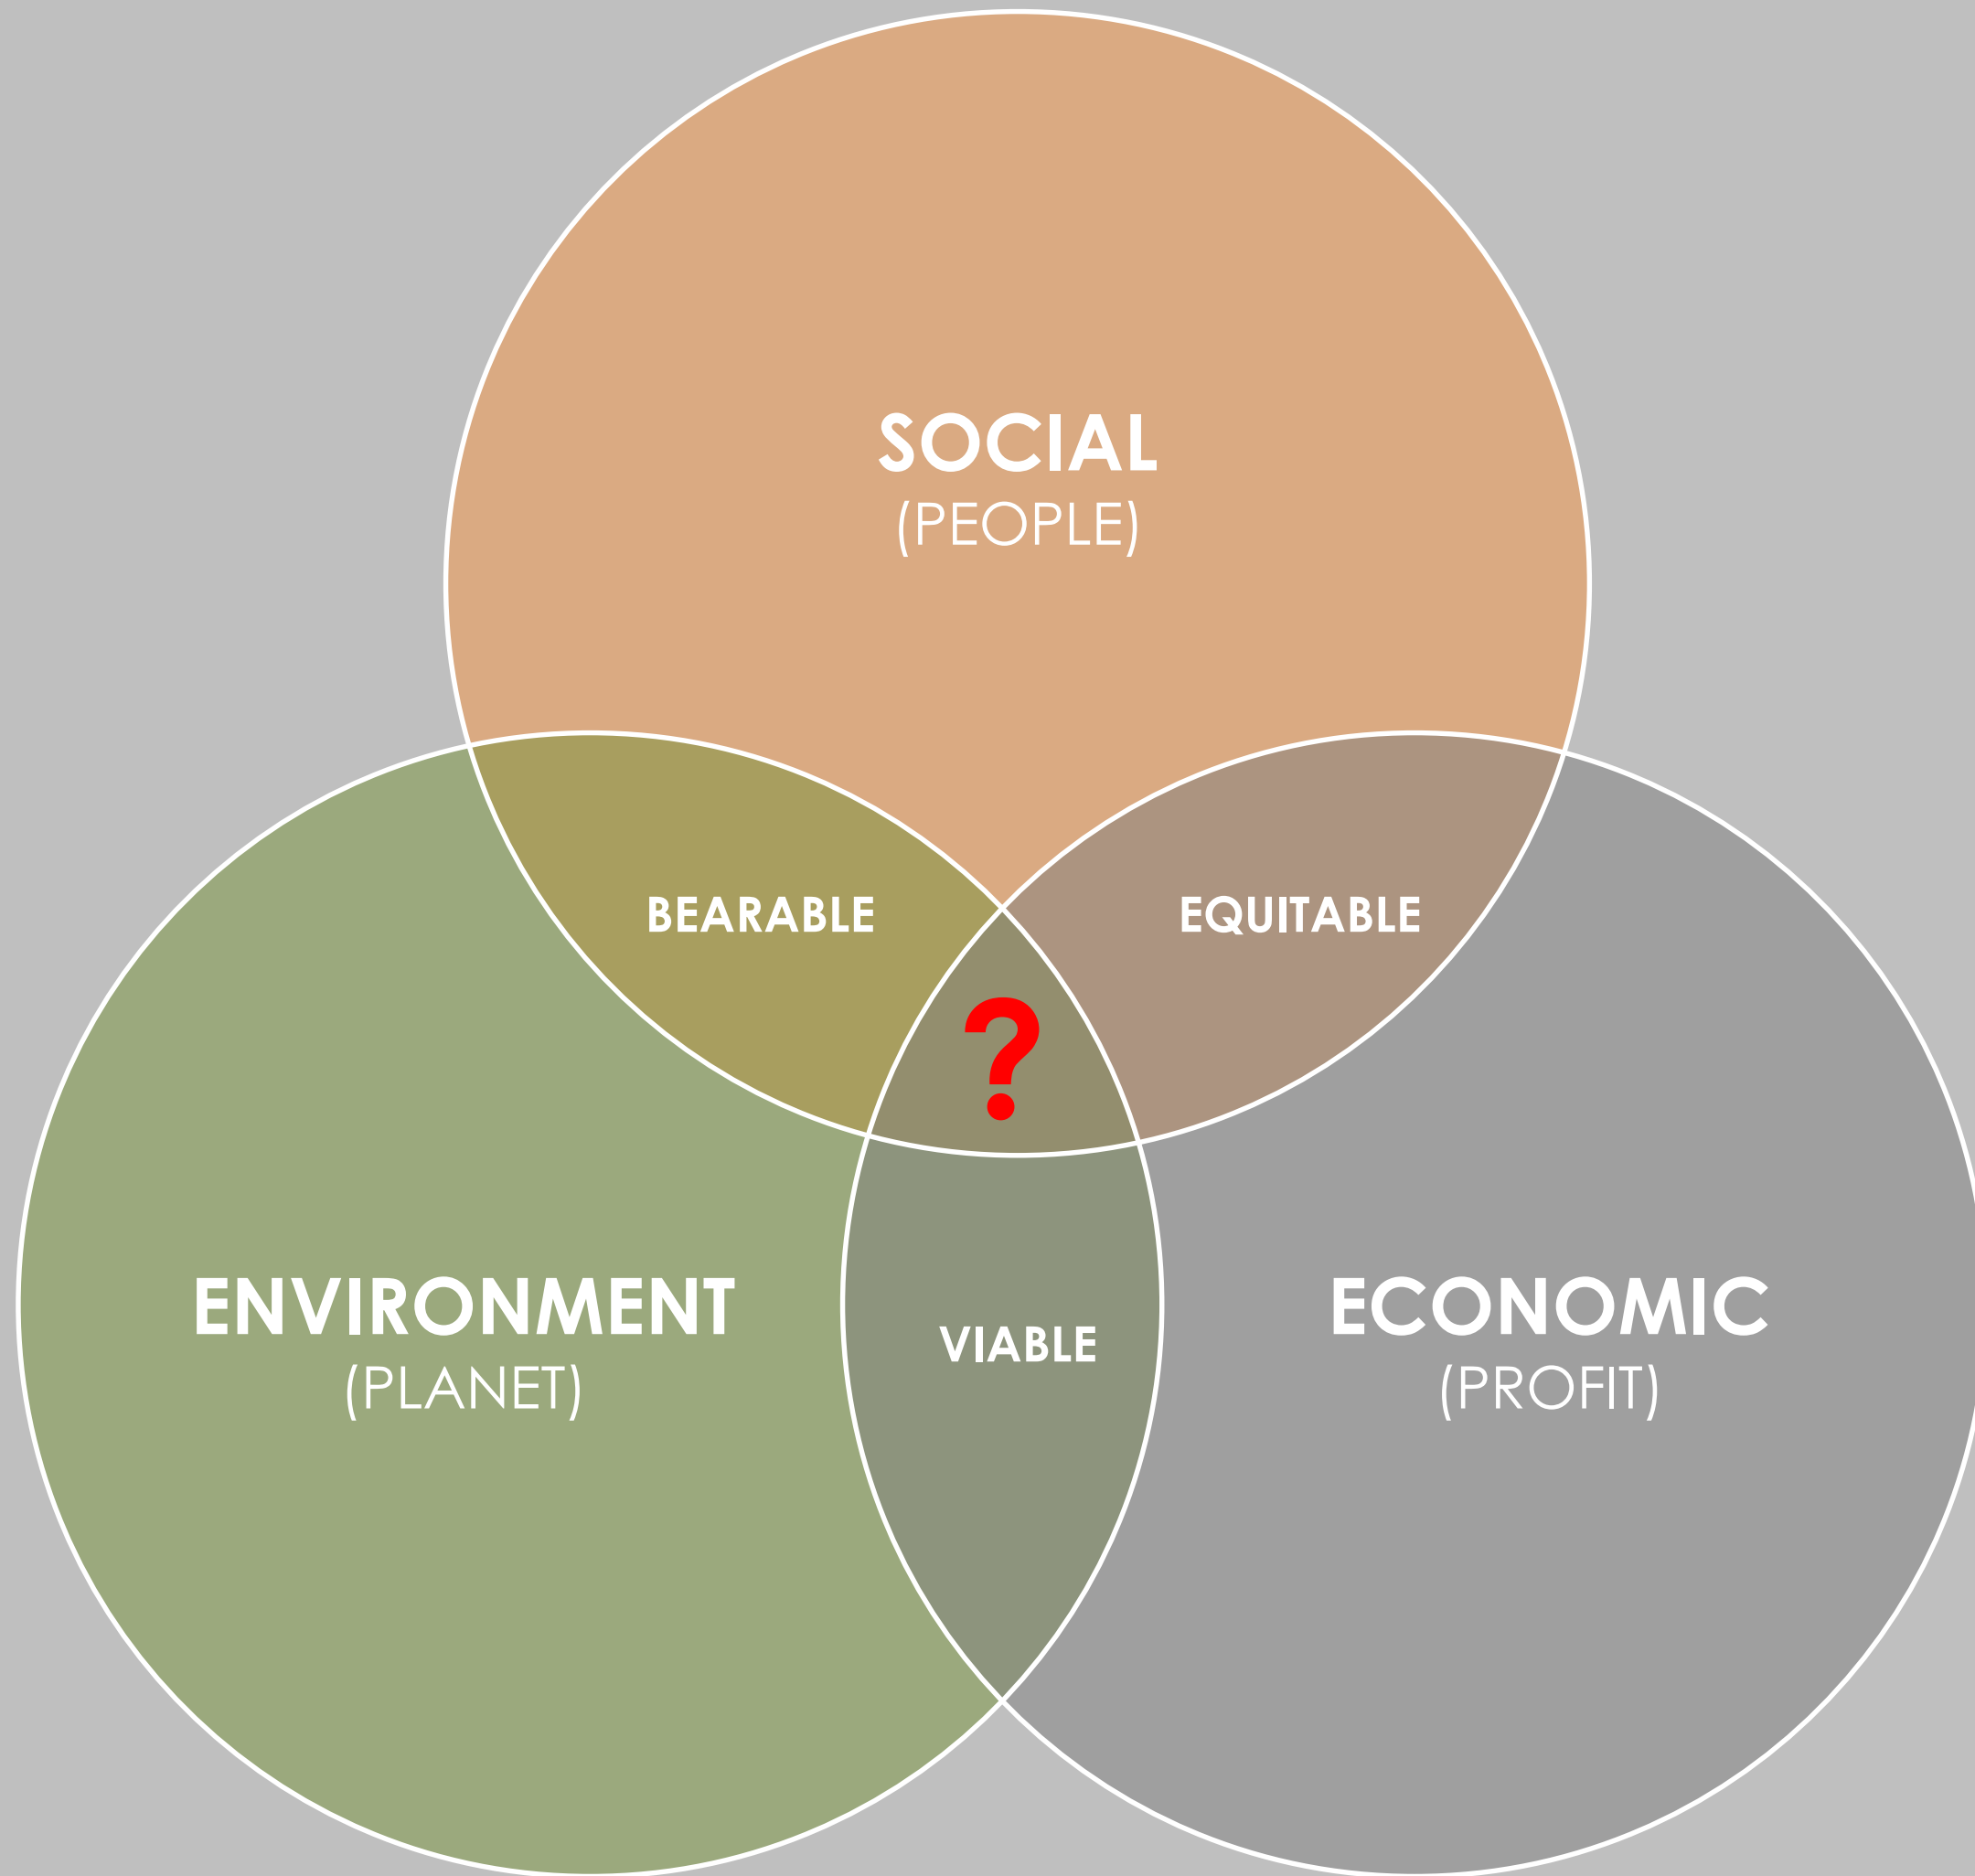 SOCIAL
(PEOPLE)
BEARABLE
EQUITABLE
?
ENVIRONMENT
(PLANET)
VIABLE
ECONOMIC
(PROFIT)